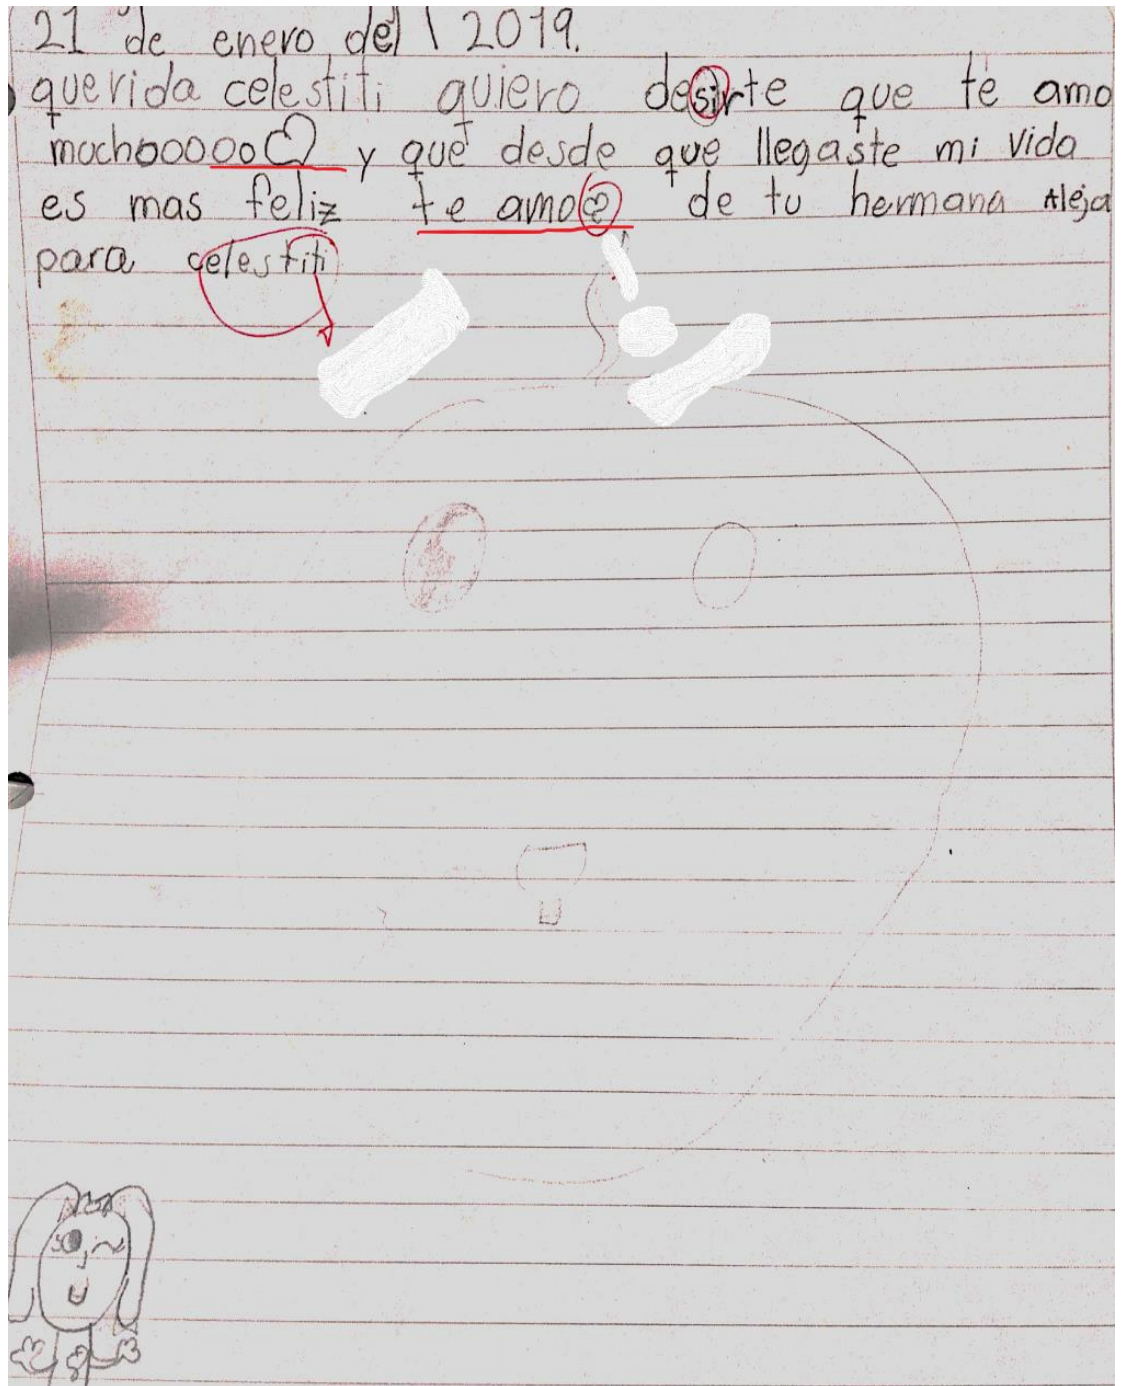 21 de enero del 2019.
querida celestiti quiero desirte que te amo
muchooooo y que desde que llegaste mi vida
es mas feliz te amo de tu hermana Aleja
para celestiti